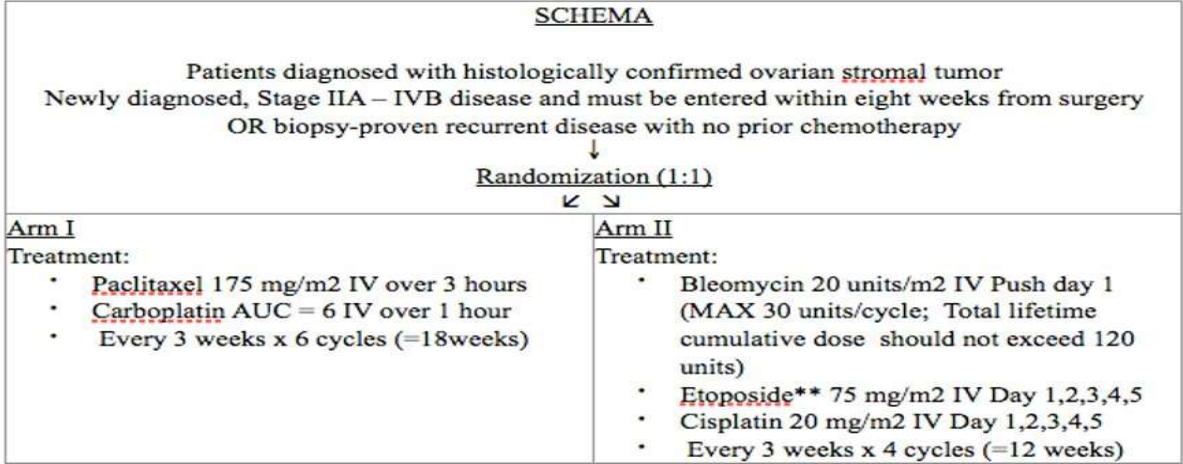 SCHEMA
Patients diagnosed with histologically confirmed ovarian stromal tumor
Newly diagnosed, Stage IIA – IVB disease and must be entered within eight weeks from surgery
OR biopsy-proven recurrent disease with no prior chemotherapy
↓
Randomization (1:1)
↙ ↘
Arm I
Treatment:
• Paclitaxel 175 mg/m2 IV over 3 hours
• Carboplatin AUC = 6 IV over 1 hour
• Every 3 weeks x 6 cycles (=18weeks)
Arm II
Treatment:
• Bleomycin 20 units/m2 IV Push day 1
(MAX 30 units/cycle; Total lifetime
cumulative dose should not exceed 120
units)
• Etoposide** 75 mg/m2 IV Day 1,2,3,4,5
• Cisplatin 20 mg/m2 IV Day 1,2,3,4,5
• Every 3 weeks x 4 cycles (=12 weeks)